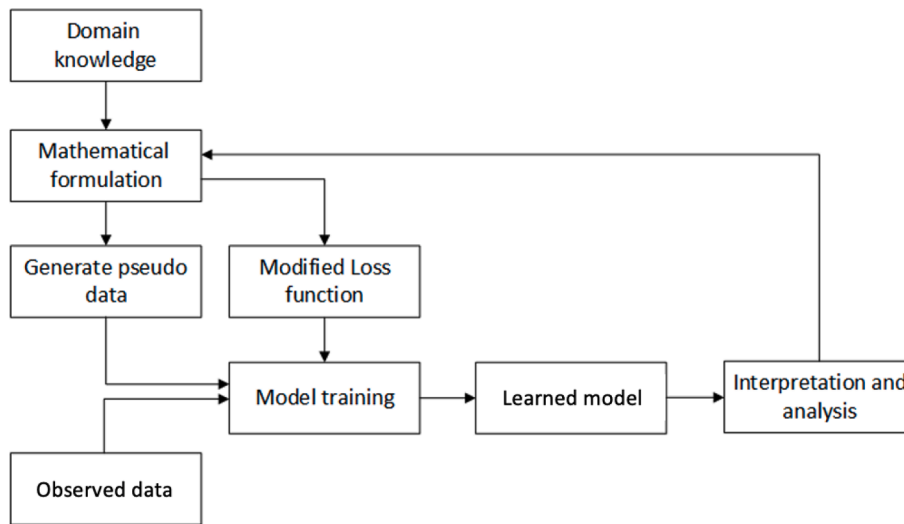 Domain
knowledge
Mathematical
formulation
Generate pseudo
data
Modified Loss
function
Model training
Learned model
Interpretation and
analysis
Observed data